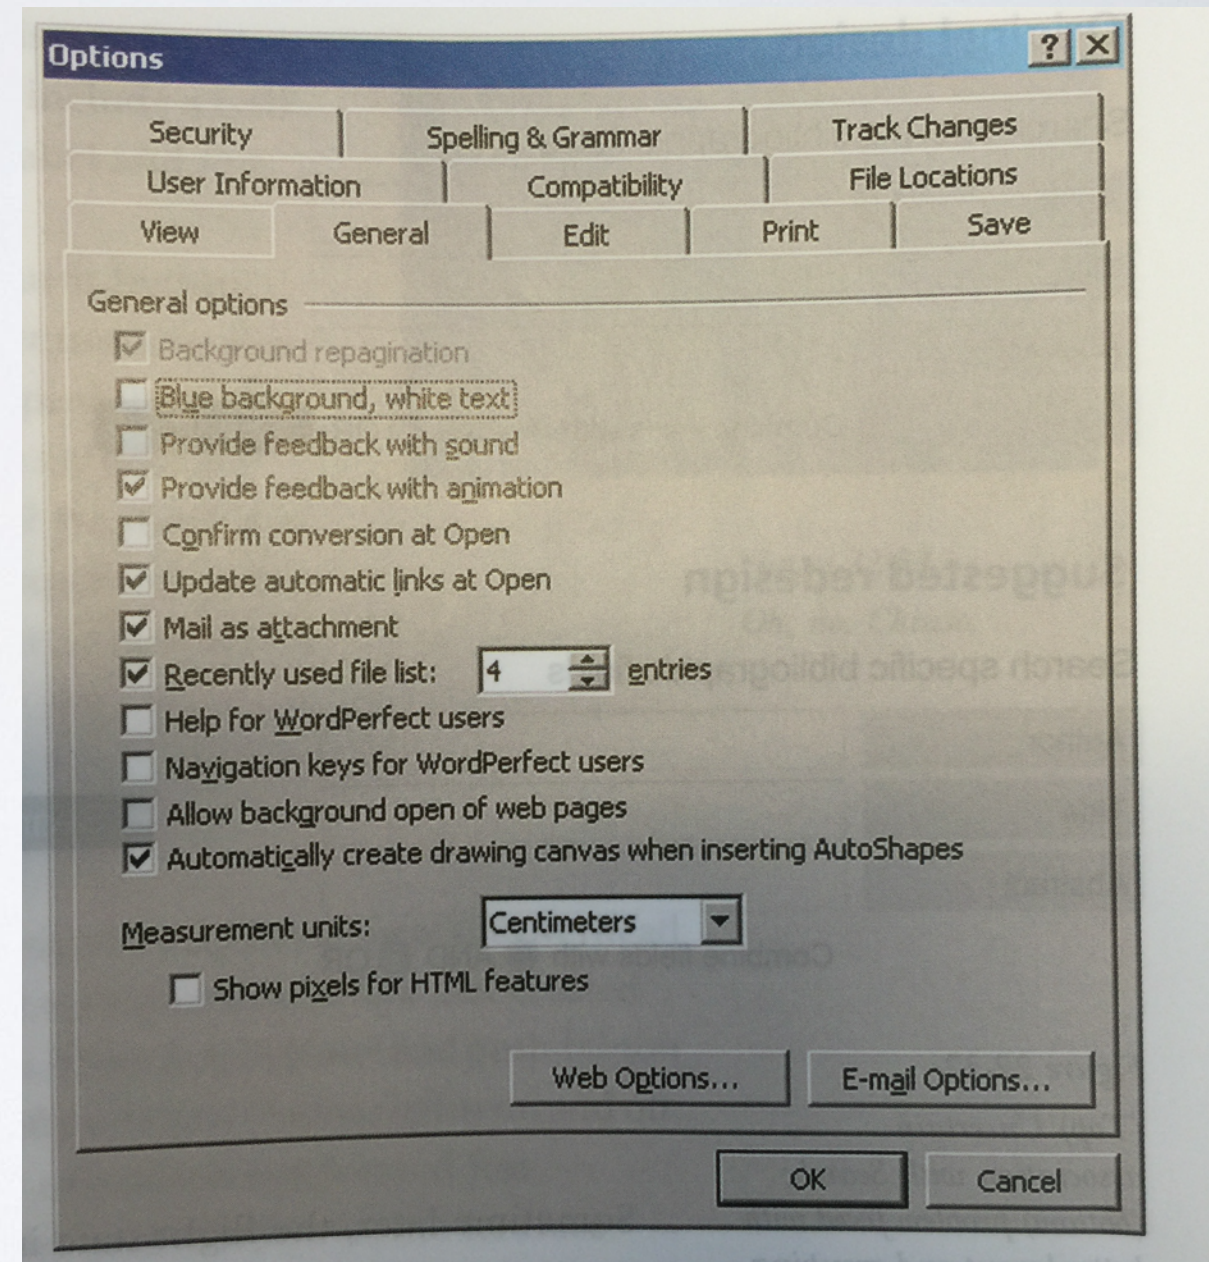 Options
Security Spelling & Grammar Track Changes
User Information Compatibility File Locations
View General Edit Print Save
General options
Background repagination
Blue background, white text
Provide feedback with sound
Provide feedback with animation
Confirm conversion at Open
Update automatic links at Open
Mail as attachment
Recently used file list: 4 entries
Help for WordPerfect users
Navigation keys for WordPerfect users
Allow background open of web pages
Automatically create drawing canvas when inserting AutoShapes
Measurement units: Centimeters
Show pixels for HTML features
Web Options... E-mail Options...
OK Cancel